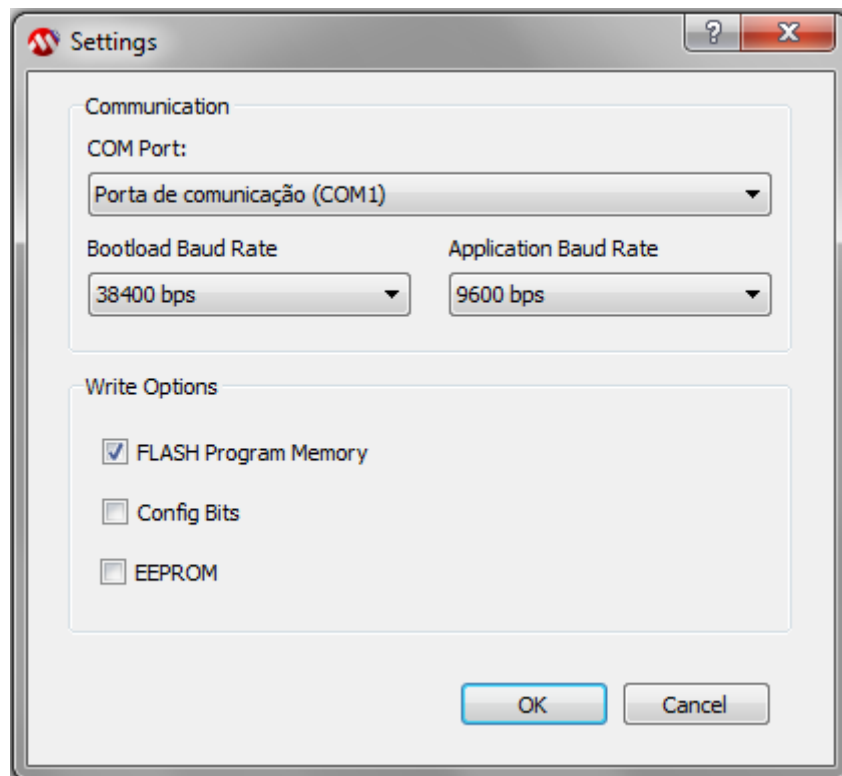 Settings
Communication
COM Port:
Porta de comunicação (COM1)
Bootload Baud Rate
Application Baud Rate
38400 bps
9600 bps
Write Options
FLASH Program Memory
Config Bits
EEPROM
OK
Cancel